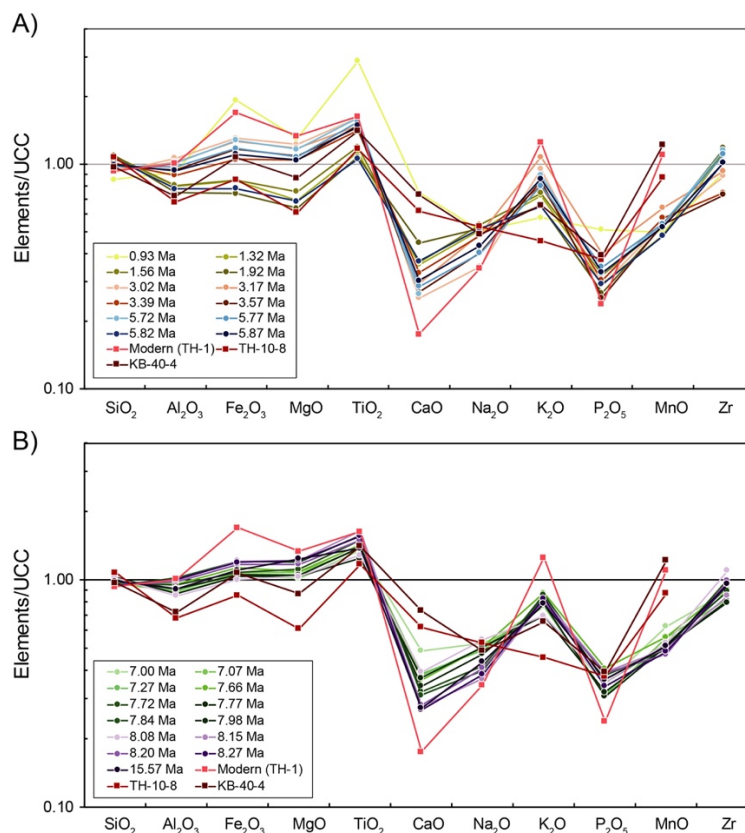 A)
Elements/UCC
1.00
0.10
0.93 Ma 1.32 Ma
1.56 Ma 1.92 Ma
3.02 Ma 3.17 Ma
3.39 Ma 3.57 Ma
5.72 Ma 5.77 Ma
5.82 Ma 5.87 Ma
Modern (TH-1) TH-10-8
KB-40-4
SiO₂ Al₂O₃ Fe₂O₃ MgO TiO₂ CaO Na₂O K₂O P₂O₅ MnO Zr
B)
Elements/UCC
1.00
0.10
7.00 Ma 7.07 Ma
7.27 Ma 7.66 Ma
7.72 Ma 7.77 Ma
7.84 Ma 7.98 Ma
8.08 Ma 8.15 Ma
8.20 Ma 8.27 Ma
15.57 Ma Modern (TH-1)
TH-10-8 KB-40-4
SiO₂ Al₂O₃ Fe₂O₃ MgO TiO₂ CaO Na₂O K₂O P₂O₅ MnO Zr